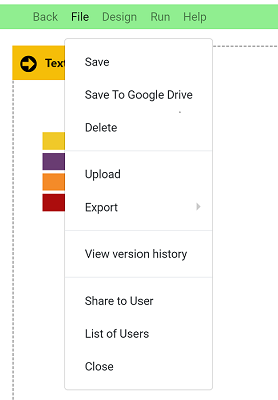 Back File Design Run Help
Text
Save
Save To Google Drive
Delete
Upload
Export
View version history
Share to User
List of Users
Close